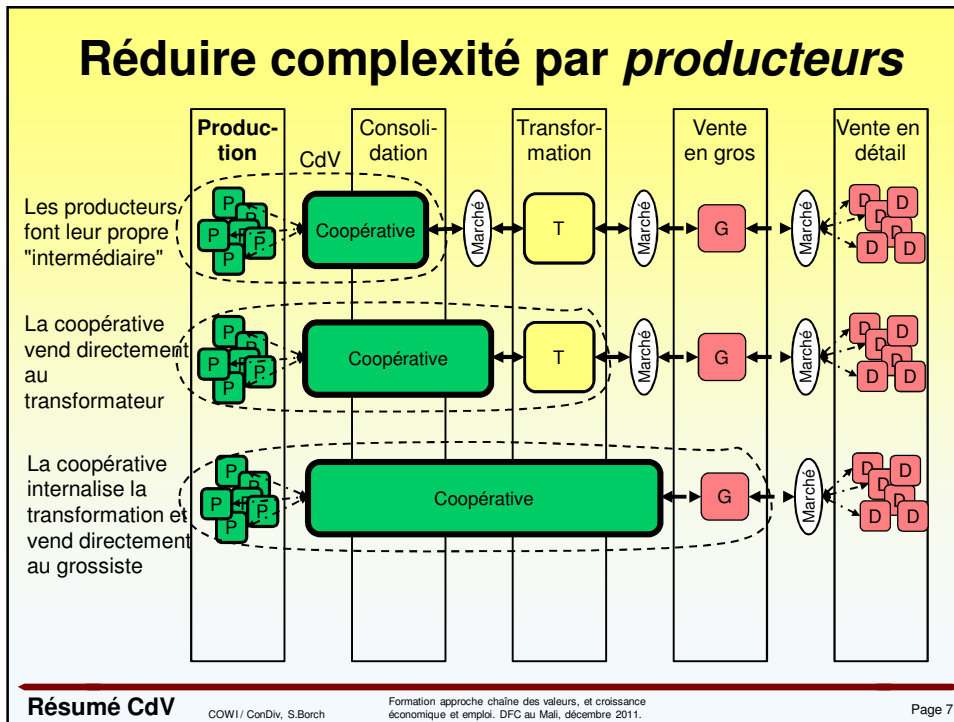 Réduire complexité par producteurs
Produc-
tion
Consoli-
dation
Transfor-
mation
Vente
en gros
Vente en
détail
CdV
Les producteurs
font leur propre
"intermédiaire"
P
P
P
P
P
P
Coopérative
Marché
T
Marché
G
Marché
D
D
D
D
D
D
La coopérative
vend directement
au
transformateur
P
P
P
P
P
P
Coopérative
T
Marché
G
Marché
D
D
D
D
D
D
La coopérative
internalise la
transformation et
vend directement
au grossiste
P
P
P
P
P
P
Coopérative
G
Marché
D
D
D
D
D
D
Résumé CdV
COWI / ConDiv, S.Borch
Formation approche chaîne des valeurs, et croissance
économique et emploi. DFC au Mali, décembre 2011.
Page 7